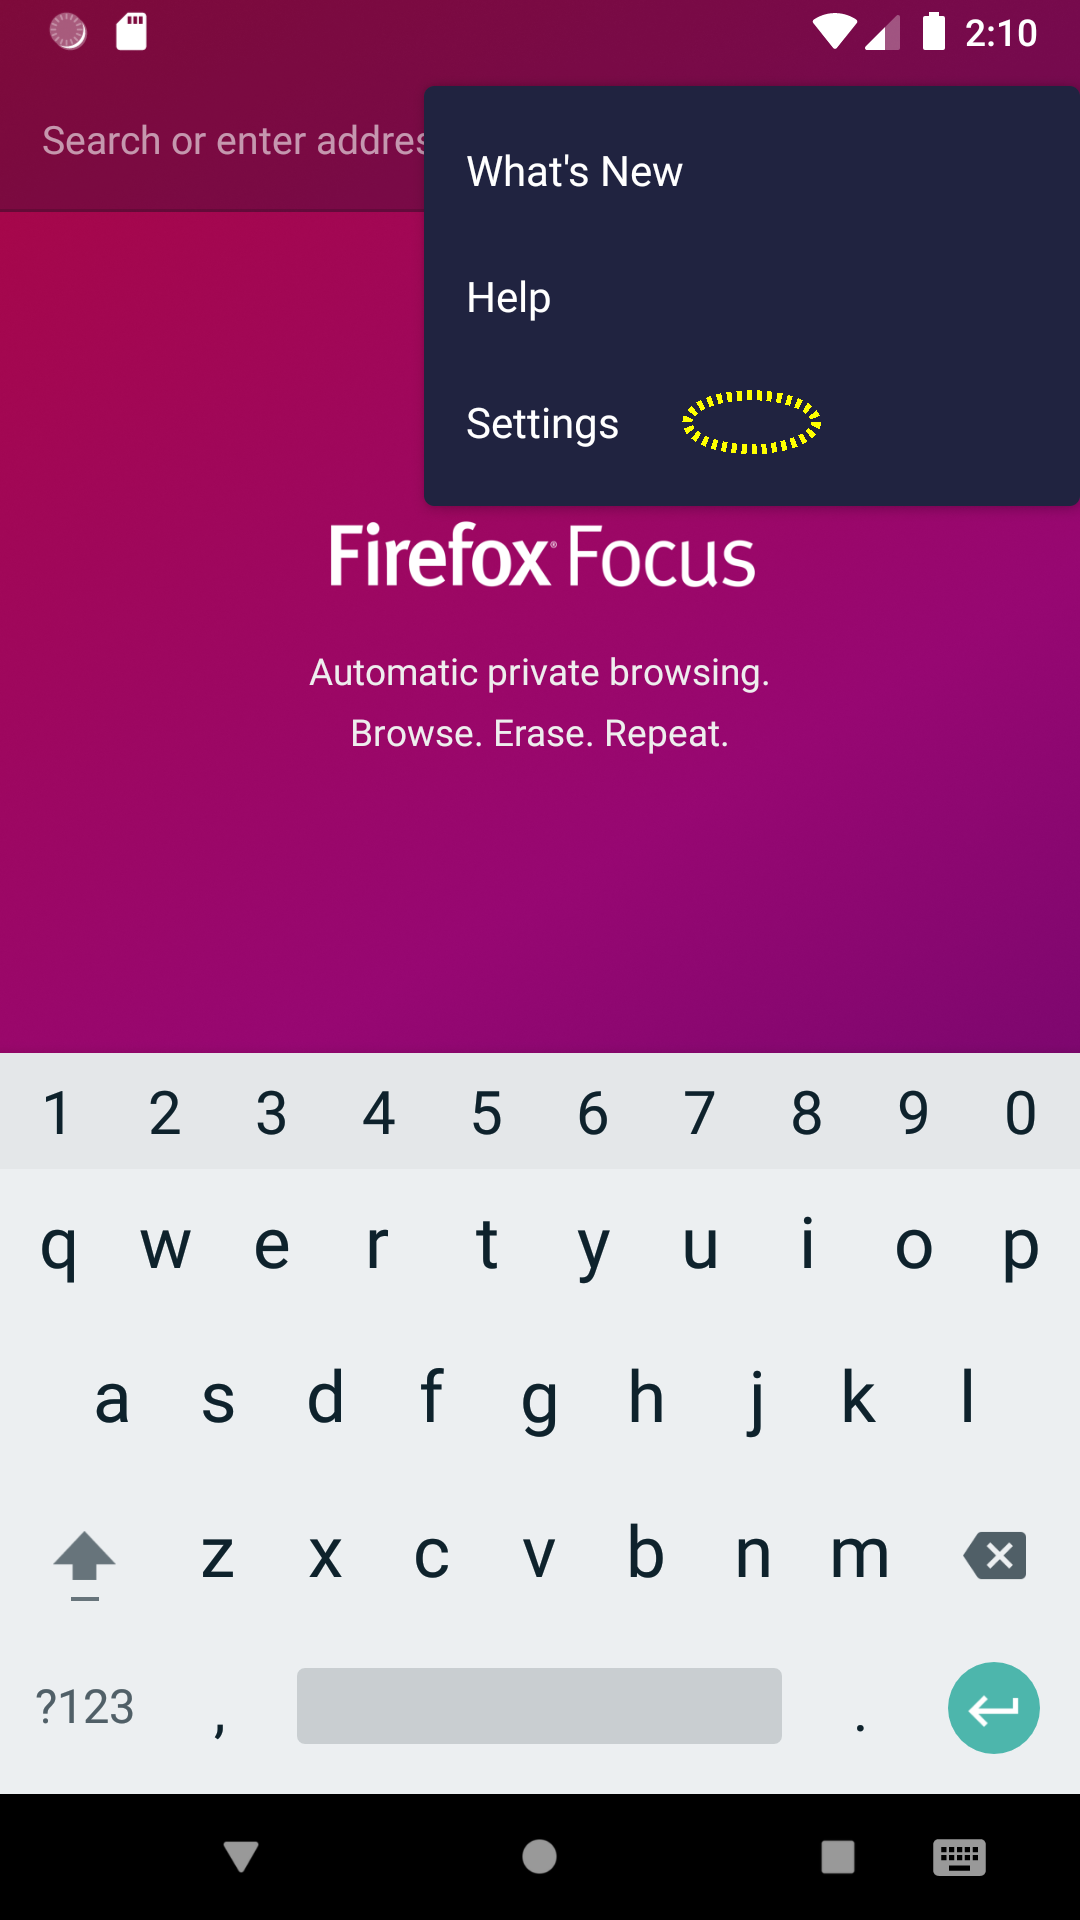 2:10
Search or enter addres
What's New
Help
Settings
Firefox® Focus
Automatic private browsing.
Browse. Erase. Repeat.
1 2 3 4 5 6 7 8 9 0
q w e r t y u i o p
a s d f g h j k l
z x c v b n m
?123 , .